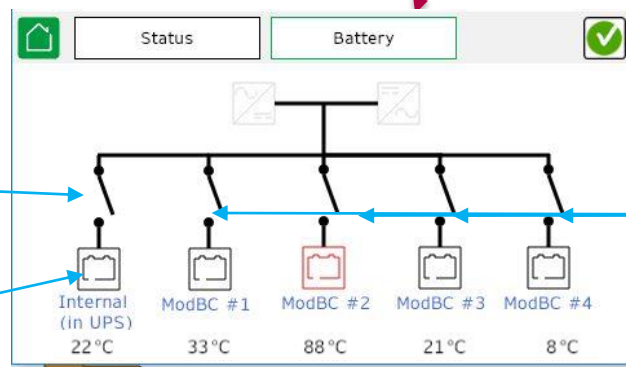 Status Battery
Internal ModBC #1 ModBC #2 ModBC #3 ModBC #4
(in UPS)
22°C 33°C 88°C 21°C 8°C